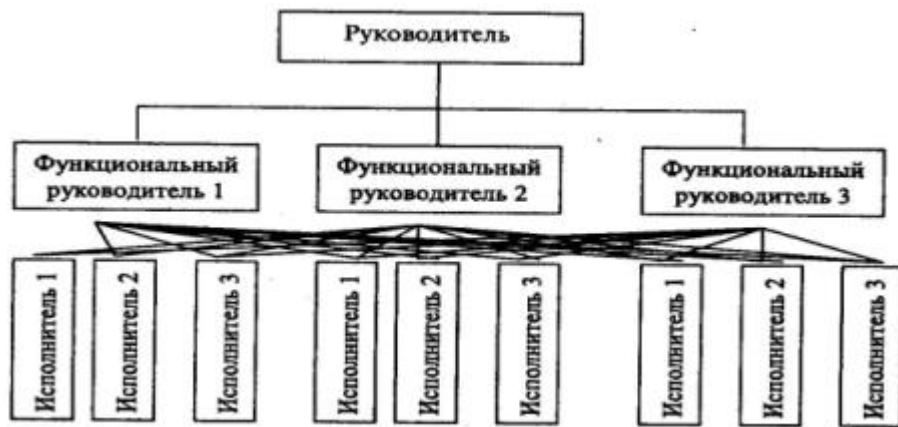 Руководитель
Функциональный
руководитель 1
Функциональный
руководитель 2
Функциональный
руководитель 3
Исполнитель 1
Исполнитель 2
Исполнитель 3
Исполнитель 1
Исполнитель 2
Исполнитель 3
Исполнитель 1
Исполнитель 2
Исполнитель 3